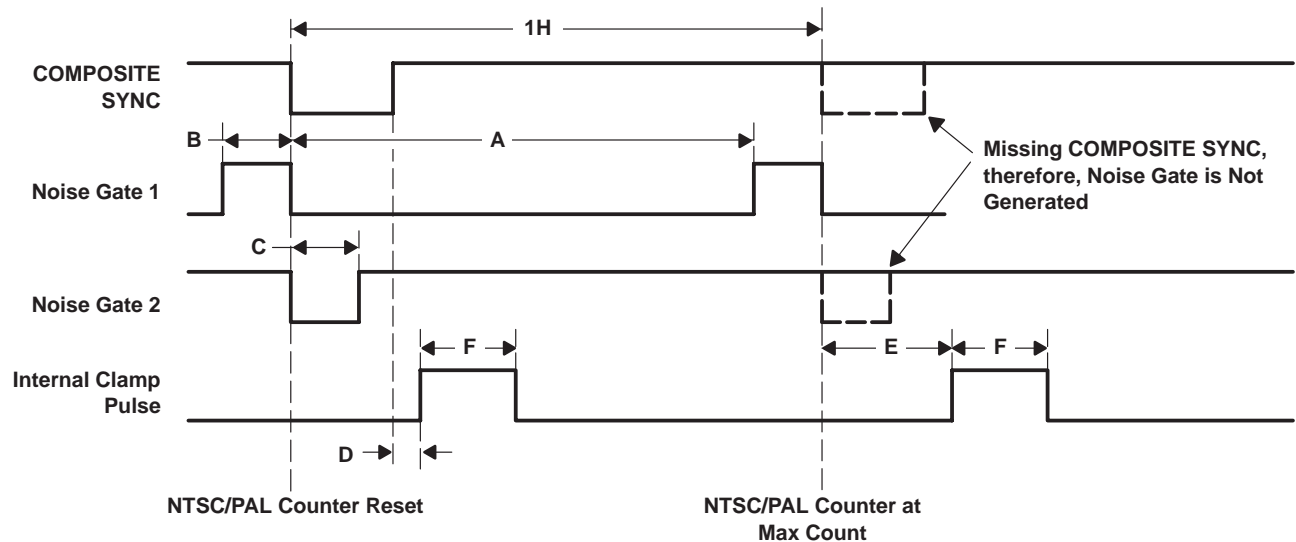 1H
COMPOSITE
SYNC
B
A
Missing COMPOSITE SYNC,
therefore, Noise Gate is Not
Generated
Noise Gate 1
C
Noise Gate 2
F
E
F
Internal Clamp
Pulse
D
NTSC/PAL Counter Reset
NTSC/PAL Counter at
Max Count